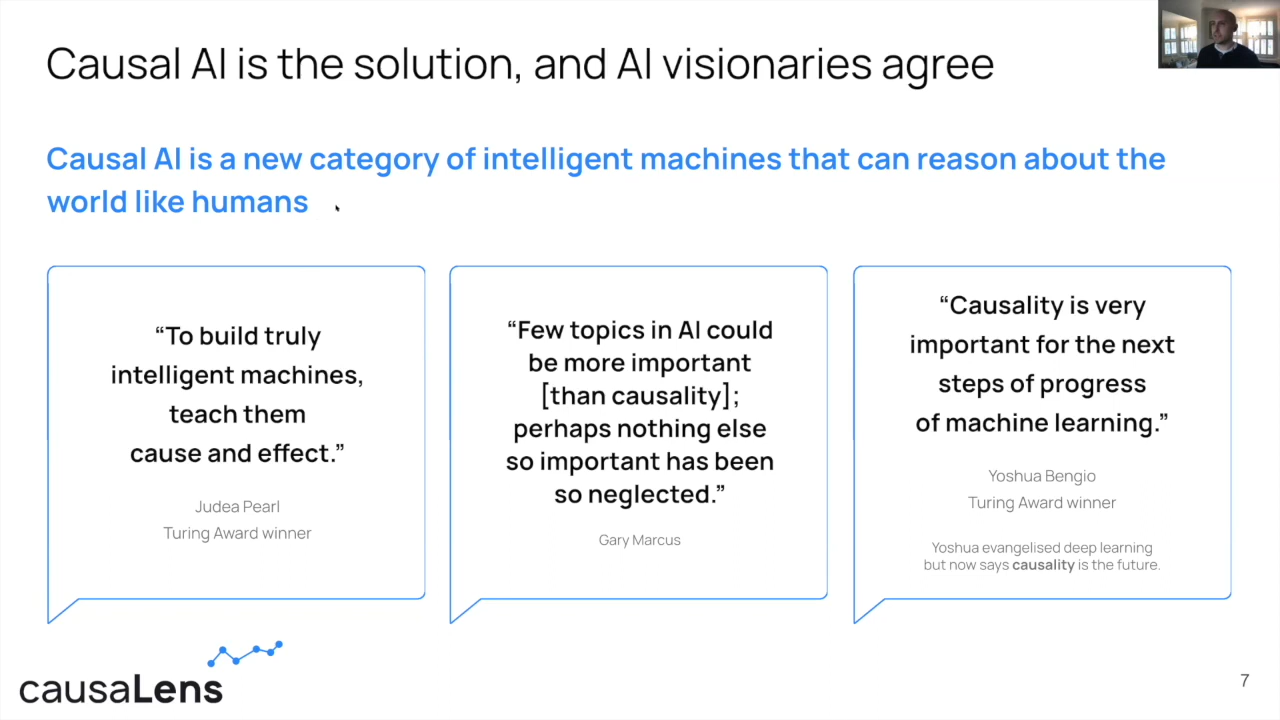 Causal AI is the solution, and AI visionaries agree
Causal AI is a new category of intelligent machines that can reason about the
world like humans
“To build truly
intelligent machines,
teach them
cause and effect.”
Judea Pearl
Turing Award winner
“Few topics in AI could
be more important
[than causality];
perhaps nothing else
so important has been
so neglected.”
Gary Marcus
“Causality is very
important for the next
steps of progress
of machine learning.”
Yoshua Bengio
Turing Award winner
Yoshua evangelised deep learning
but now says causality is the future.
causaLens
7